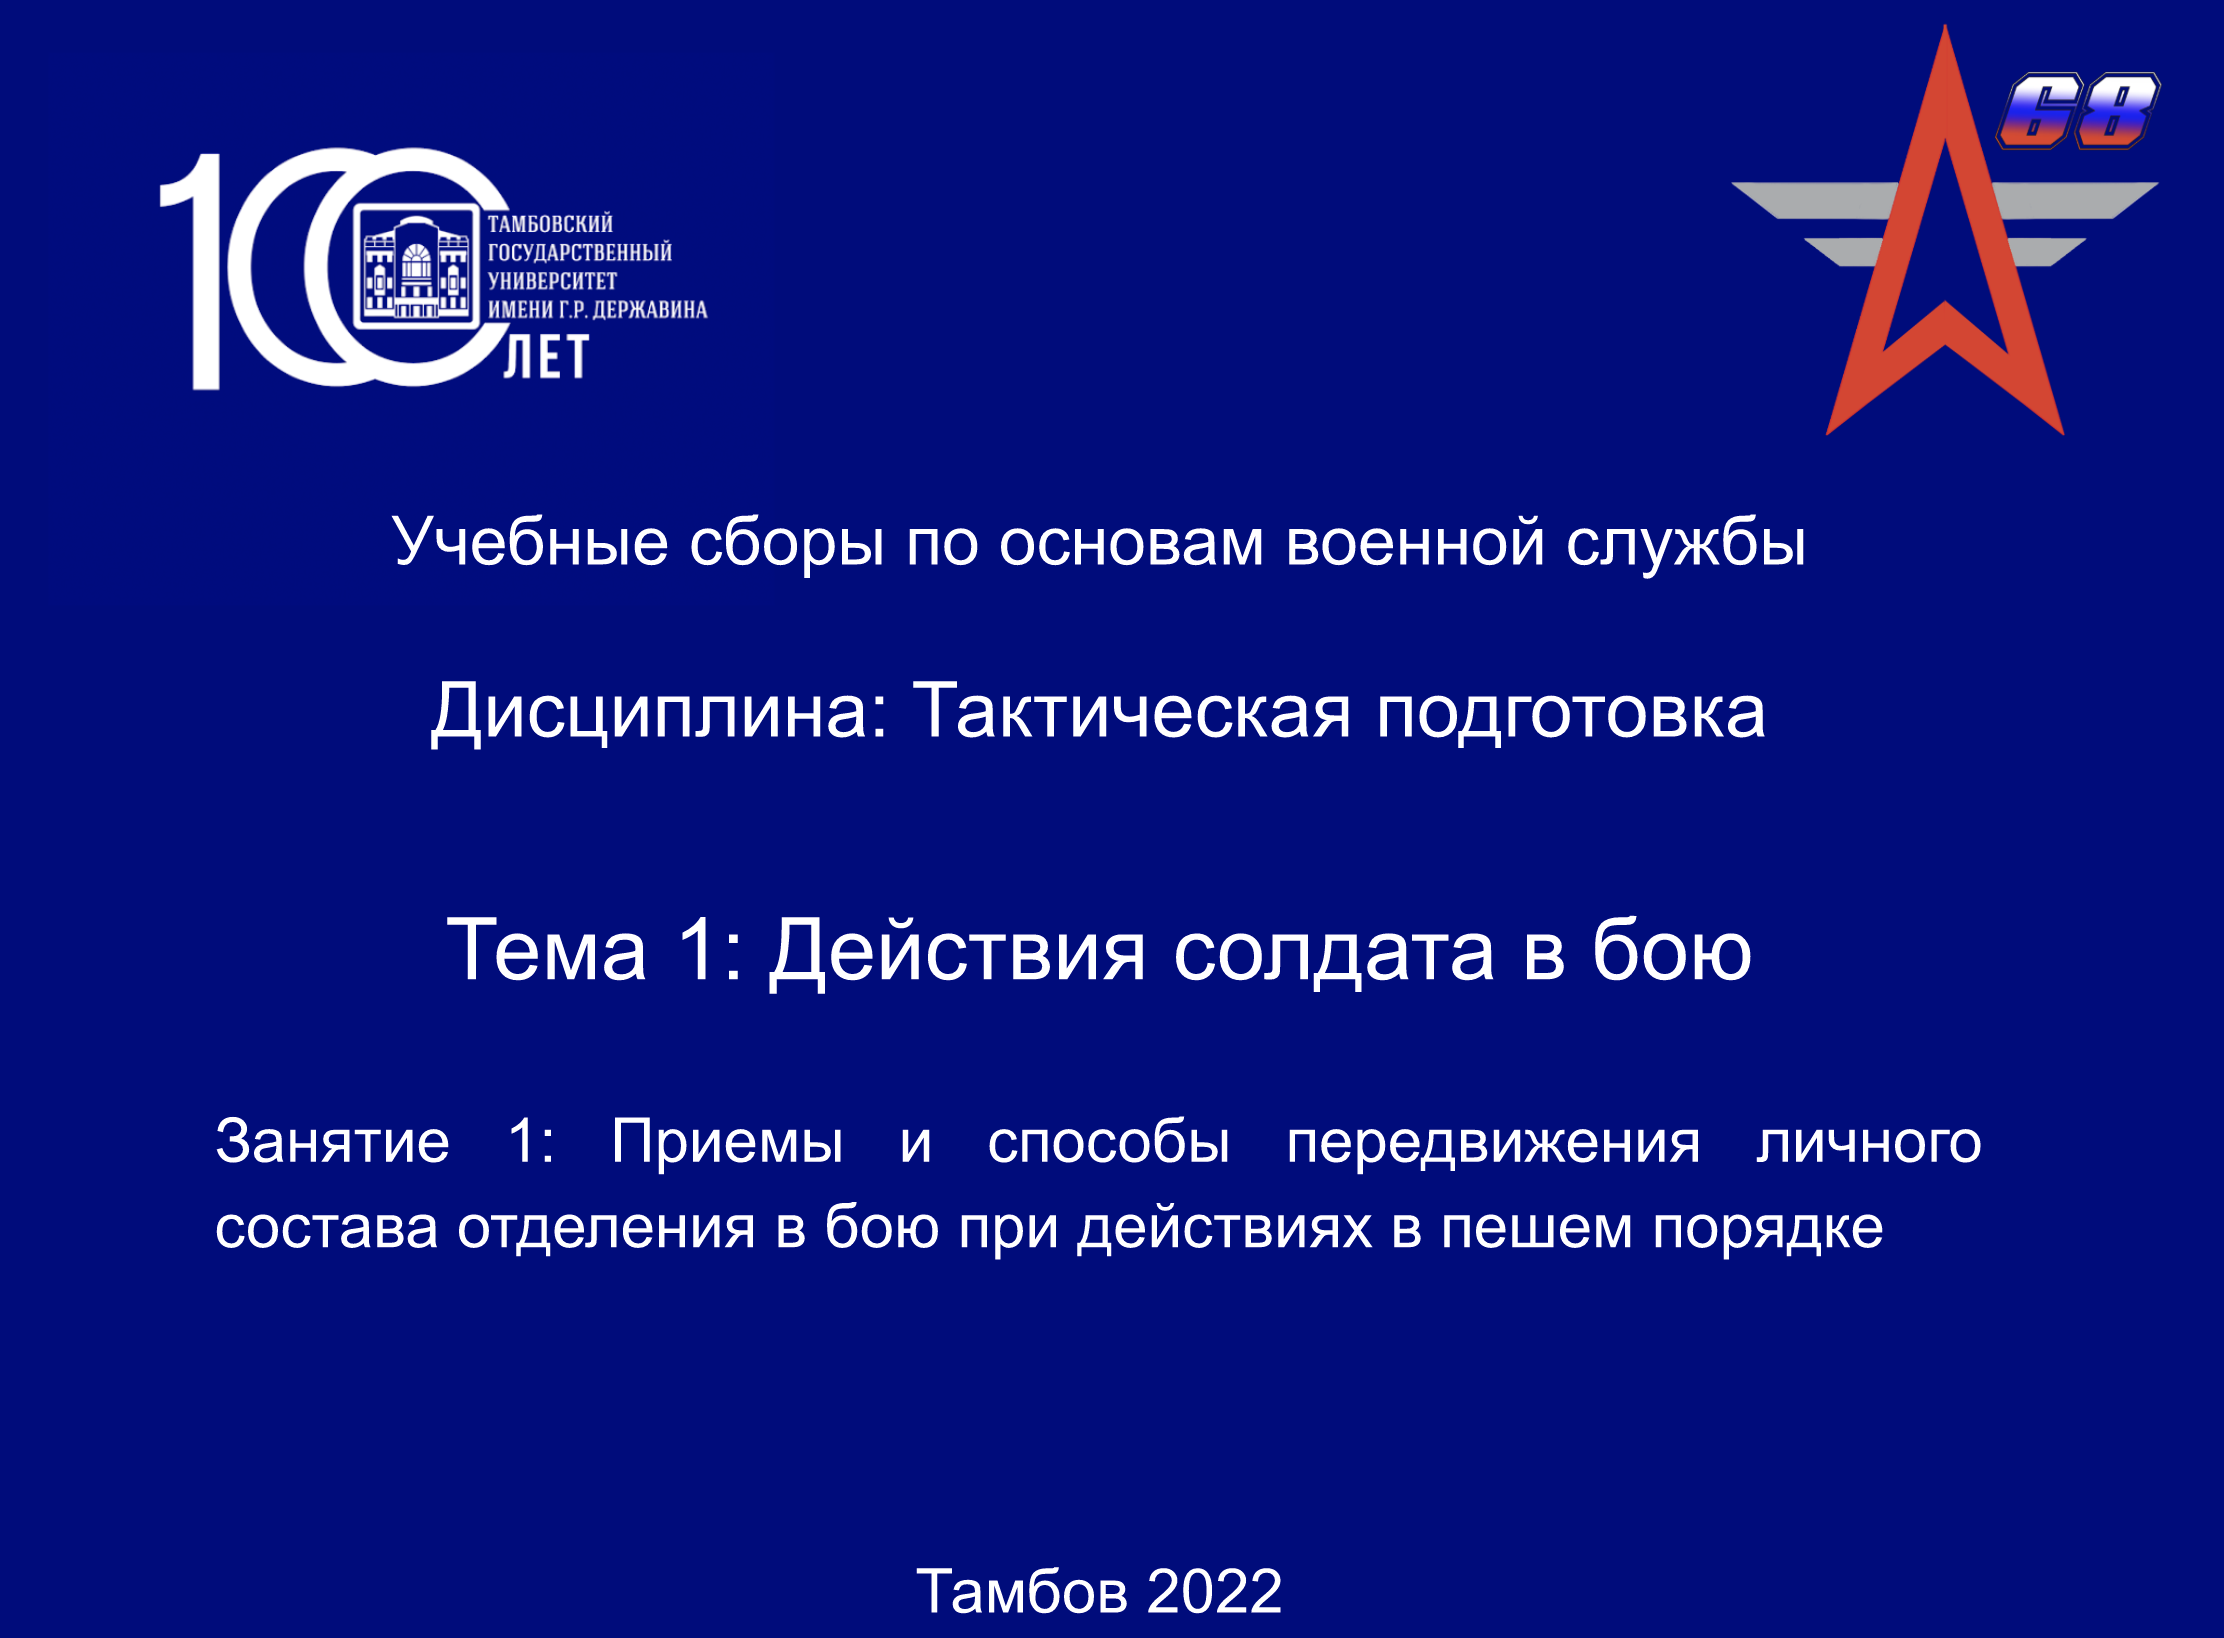 100
ТАМБОВСКИЙ
ГОСУДАРСТВЕННЫЙ
УНИВЕРСИТЕТ
ИМЕНИ Г.Р. ДЕРЖАВИНА
ЛЕТ
68
Учебные сборы по основам военной службы
Дисциплина: Тактическая подготовка
Тема 1: Действия солдата в бою
Занятие 1: Приемы и способы передвижения личного
состава отделения в бою при действиях в пешем порядке
Тамбов 2022